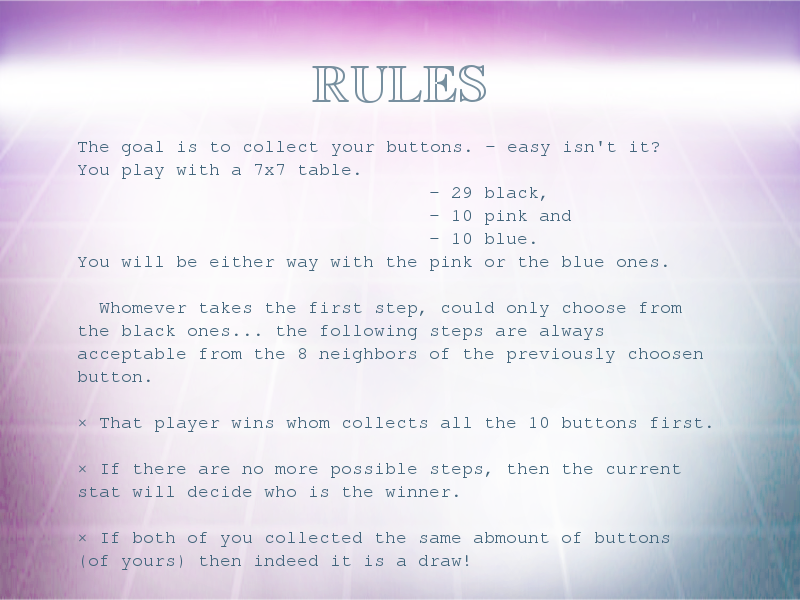 RULES
The goal is to collect your buttons. - easy isn't it?
You play with a 7x7 table.
- 29 black,
- 10 pink and
- 10 blue.
You will be either way with the pink or the blue ones.
Whomever takes the first step, could only choose from
the black ones... the following steps are always
acceptable from the 8 neighbors of the previously choosen
button.
× That player wins whom collects all the 10 buttons first.
× If there are no more possible steps, then the current
stat will decide who is the winner.
× If both of you collected the same abmount of buttons
(of yours) then indeed it is a draw!